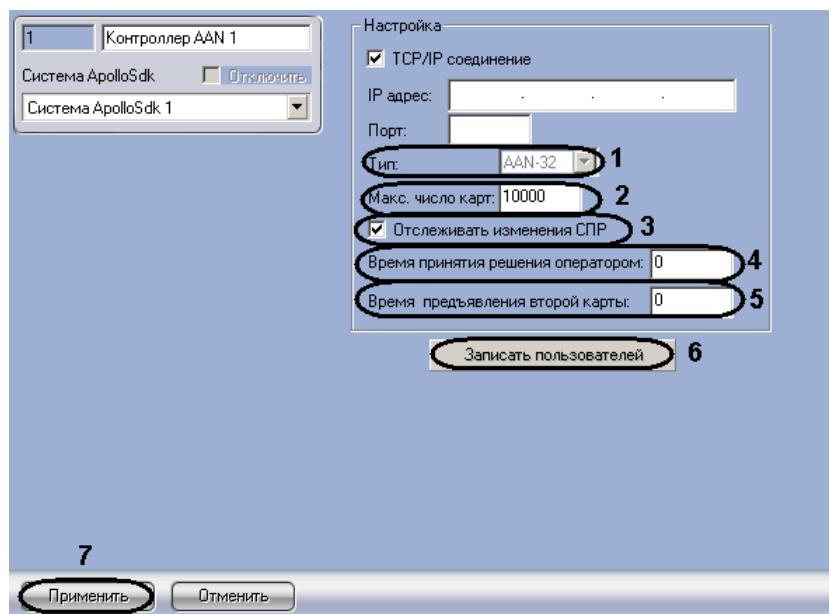 1 Контроллер AAN 1
Система ApolloSdk Отключить
Система ApolloSdk 1
Настройка
TCP/IP соединение
IP адрес: . . .
Порт:
Тип: AAN-32 1
Макс. число карт: 10000 2
Отслеживать изменения СПР 3
Время принятия решения оператором: 0 4
Время предъявления второй карты: 0 5
Записать пользователей 6
7
Применить Отменить